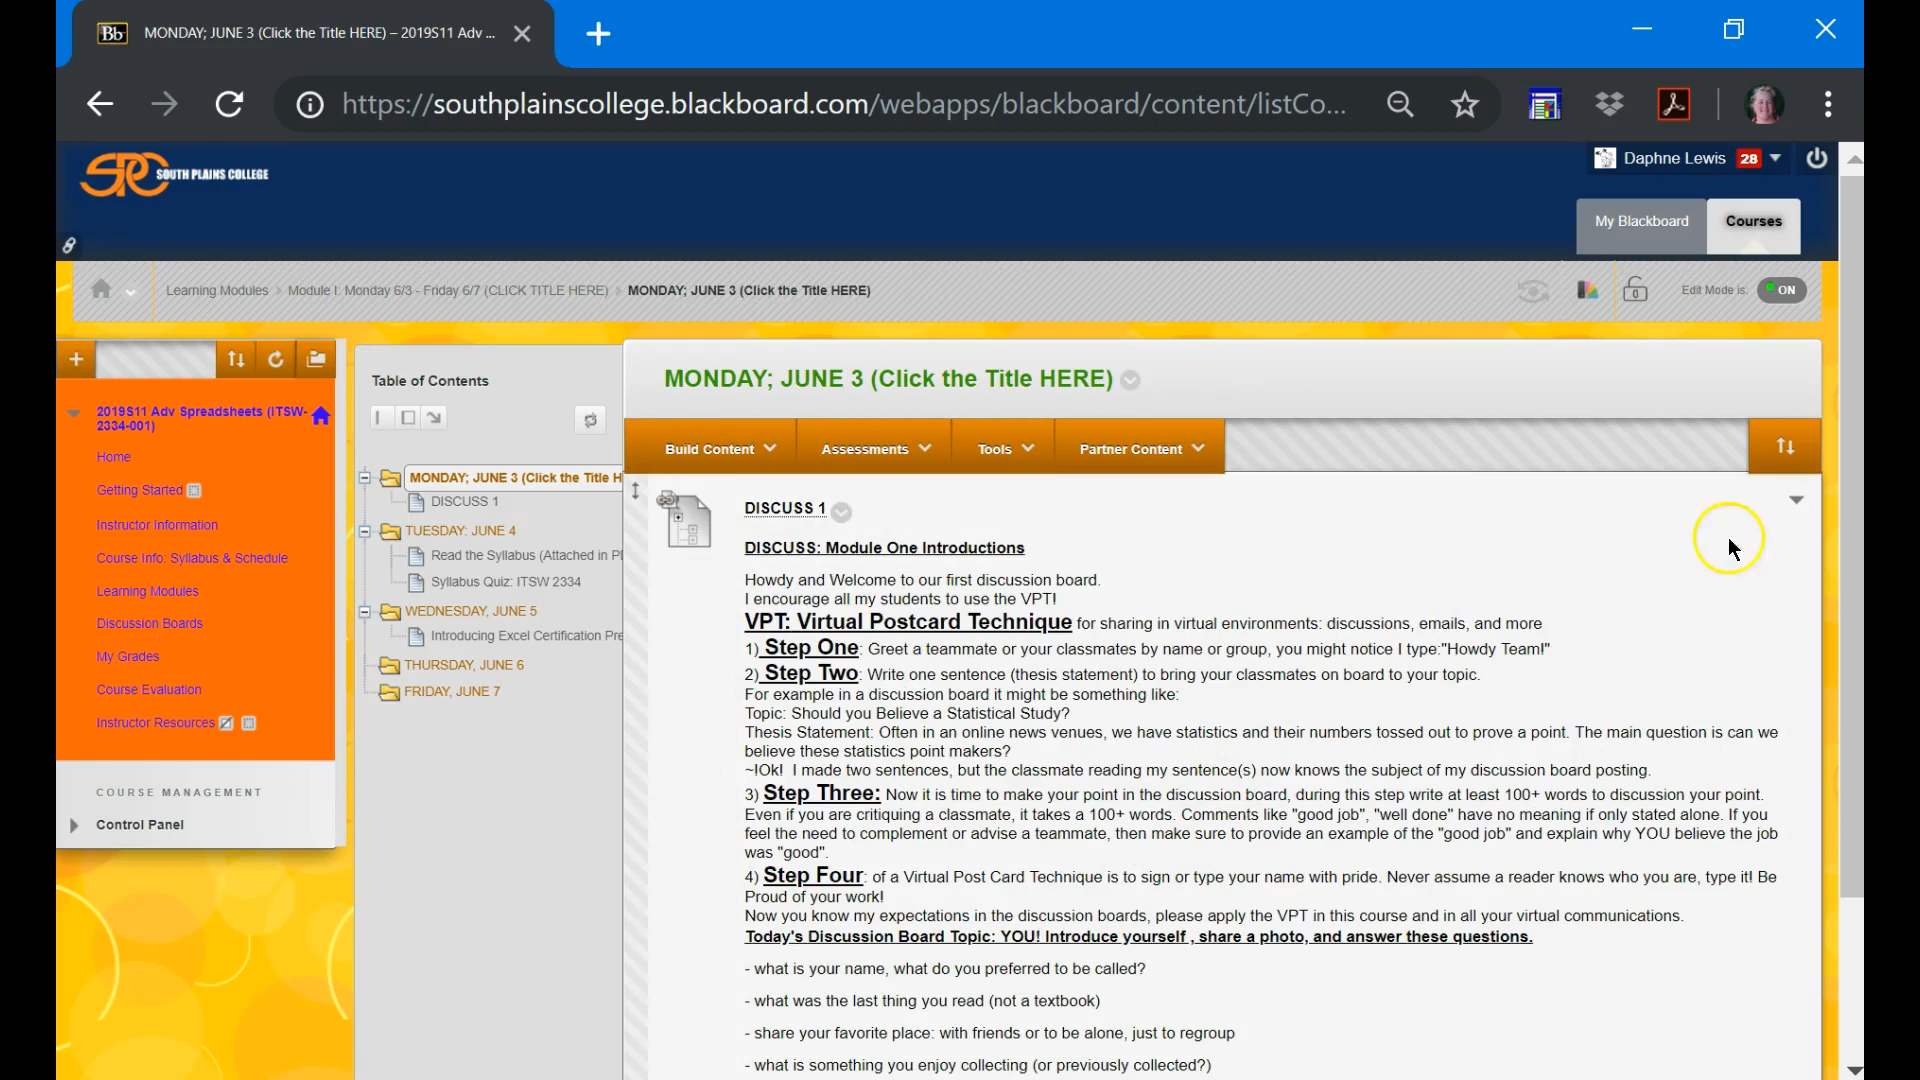 Bb MONDAY; JUNE 3 (Click the Title HERE) – 2019S11 Adv ...
https://southplainscollege.blackboard.com/webapps/blackboard/content/listCo...
SPC SOUTH PLAINS COLLEGE
Daphne Lewis 28
My Blackboard Courses
Learning Modules Module I: Monday 6/3 - Friday 6/7 (CLICK TITLE HERE) MONDAY; JUNE 3 (Click the Title HERE) Edit Mode is: ON
2019S11 Adv Spreadsheets (ITSW-
2334-001)
Home
Getting Started
Instructor Information
Course Info: Syllabus & Schedule
Learning Modules
Discussion Boards
My Grades
Course Evaluation
Instructor Resources
COURSE MANAGEMENT
Control Panel
Table of Contents
MONDAY; JUNE 3 (Click the Title H
DISCUSS 1
TUESDAY: JUNE 4
Read the Syllabus (Attached in P
Syllabus Quiz: ITSW 2334
WEDNESDAY, JUNE 5
Introducing Excel Certification Pre
THURSDAY, JUNE 6
FRIDAY, JUNE 7
MONDAY; JUNE 3 (Click the Title HERE)
Build Content Assessments Tools Partner Content
DISCUSS 1
DISCUSS: Module One Introductions
Howdy and Welcome to our first discussion board.
I encourage all my students to use the VPT!
VPT: Virtual Postcard Technique for sharing in virtual environments: discussions, emails, and more
1) Step One: Greet a teammate or your classmates by name or group, you might notice I type:"Howdy Team!"
2) Step Two: Write one sentence (thesis statement) to bring your classmates on board to your topic.
For example in a discussion board it might be something like:
Topic: Should you Believe a Statistical Study?
Thesis Statement: Often in an online news venues, we have statistics and their numbers tossed out to prove a point. The main question is can we
believe these statistics point makers?
~!Ok! I made two sentences, but the classmate reading my sentence(s) now knows the subject of my discussion board posting.
3) Step Three: Now it is time to make your point in the discussion board, during this step write at least 100+ words to discussion your point.
Even if you are critiquing a classmate, it takes a 100+ words. Comments like "good job", "well done" have no meaning if only stated alone. If you
feel the need to complement or advise a teammate, then make sure to provide an example of the "good job" and explain why YOU believe the job
was "good".
4) Step Four: of a Virtual Post Card Technique is to sign or type your name with pride. Never assume a reader knows who you are, type it! Be
Proud of your work!
Now you know my expectations in the discussion boards, please apply the VPT in this course and in all your virtual communications.
Today's Discussion Board Topic: YOU! Introduce yourself , share a photo, and answer these questions.
- what is your name, what do you preferred to be called?
- what was the last thing you read (not a textbook)
- share your favorite place: with friends or to be alone, just to regroup
- what is something you enjoy collecting (or previously collected?)